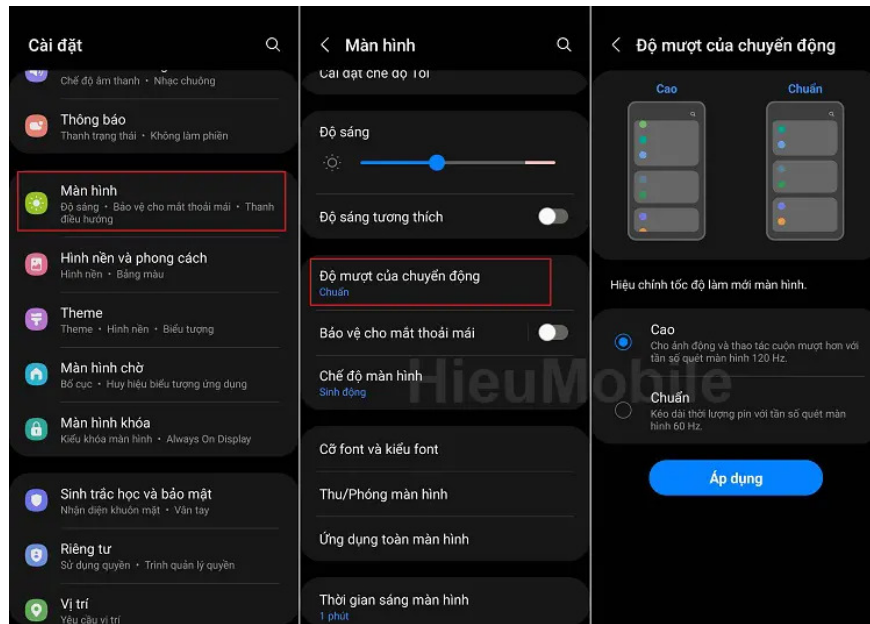 Cài đặt
Chế độ âm thanh • Nhạc chuông
Thông báo
Thanh trạng thái • Không làm phiền
Màn hình
Độ sáng • Bảo vệ cho mắt thoải mái • Thanh
điều hướng
Hình nền và phong cách
Hình nền • Bảng màu
Theme
Theme • Hình nền • Biểu tượng
Màn hình chờ
Bố cục • Huy hiệu biểu tượng ứng dụng
Màn hình khóa
Kiểu khóa màn hình • Always On Display
Sinh trắc học và bảo mật
Nhận diện khuôn mặt • Vân tay
Riêng tư
Sử dụng quyền • Trình quản lý quyền
Vị trí
Yêu cầu vị trí
Màn hình
Cài đặt chế độ Tối
Độ sáng
Độ sáng tương thích
Độ mượt của chuyển động
Chuẩn
Bảo vệ cho mắt thoải mái
Chế độ màn hình
Sinh động
Cỡ font và kiểu font
Thu/Phóng màn hình
Ứng dụng toàn màn hình
Thời gian sáng màn hình
1 phút
Độ mượt của chuyển động
Cao
Chuẩn
Hiệu chỉnh tốc độ làm mới màn hình.
Cao
Cho ảnh động và thao tác cuộn mượt hơn với
tần số quét màn hình 120 Hz.
Chuẩn
Kéo dài thời lượng pin với tần số quét màn
hình 60 Hz.
Áp dụng
HieuMobile